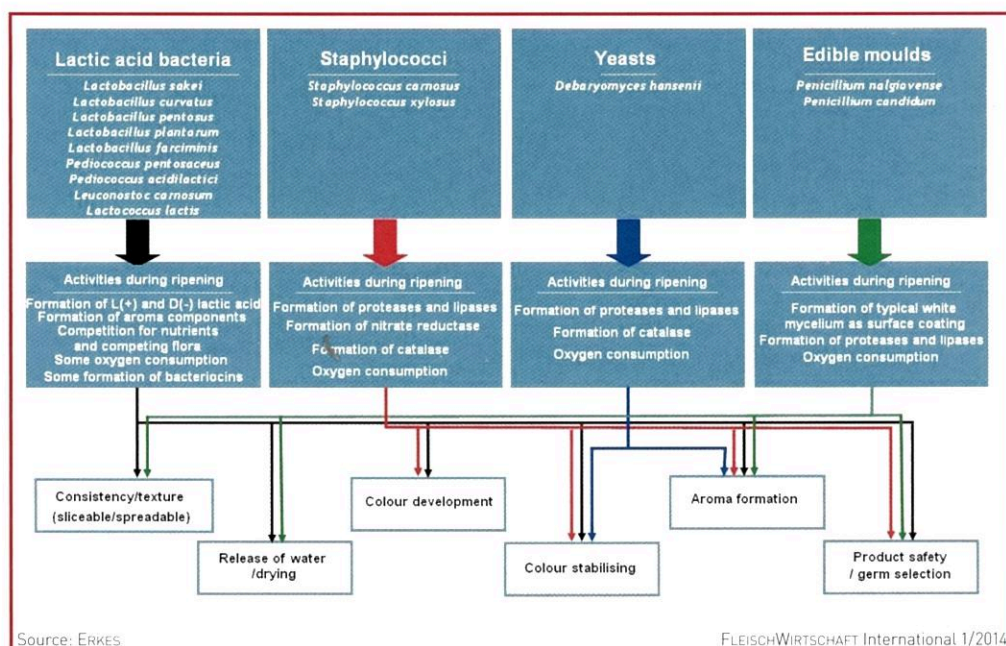 Lactic acid bacteria
Lactobacillus sakei
Lactobacillus curvatus
Lactobacillus pentosus
Lactobacillus plantarum
Lactobacillus farciminis
Pediococcus pentosaceus
Pediococcus acidilactici
Leuconostoc carnosum
Lactococcus lactis
Staphylococci
Staphylococcus carnosus
Staphylococcus xylosus
Yeasts
Debaryomyces hansenii
Edible moulds
Penicillium nalgiovense
Penicillium candidum
Activities during ripening
Formation of L(+) and D(-) lactic acid
Formation of aroma components
Competition for nutrients
and competing flora
Some oxygen consumption
Some formation of bacteriocins
Activities during ripening
Formation of proteases and lipases
Formation of nitrate reductase
Formation of catalase
Oxygen consumption
Activities during ripening
Formation of proteases and lipases
Formation of catalase
Oxygen consumption
Activities during ripening
Formation of typical white
mycelium as surface coating
Formation of proteases and lipases
Oxygen consumption
Consistency/texture
(sliceable/spreadable)
Release of water
/drying
Colour development
Colour stabilising
Aroma formation
Product safety
/ germ selection
Source: ERKES
FLEISCHWIRTSCHAFT International 1/2014